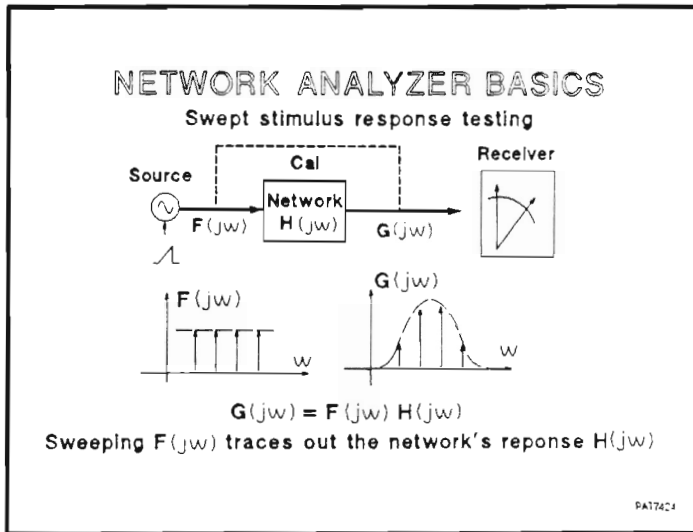 NETWORK ANALYZER BASICS
Swept stimulus response testing
Cal
Receiver
Source
Network
H(jw)
F(jw)
G(jw)
F(jw)
w
G(jw)
w
G(jw) = F(jw) H(jw)
Sweeping F(jw) traces out the network's reponse H(jw)